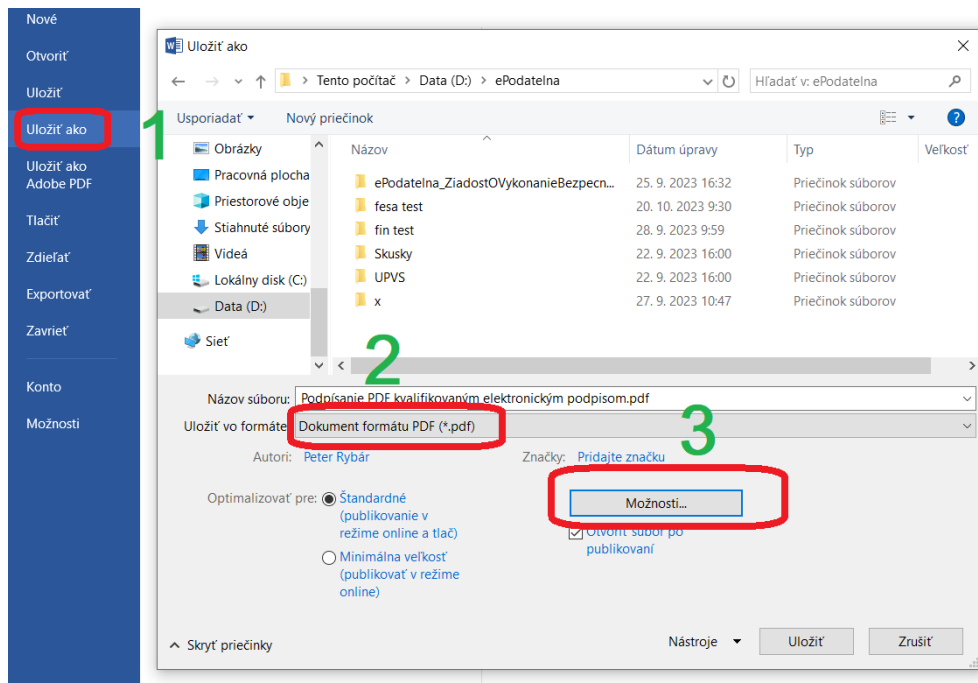 Nové
Otvoriť
Uložiť
Uložiť ako
Uložiť ako
Adobe PDF
Tlačiť
Zdieľať
Exportovať
Zavrieť
Konto
Možnosti
1
Uložiť ako
Tento počítač > Data (D:) > ePodatelna
Hľadať v: ePodatelna
Usporiadať
Nový priečinok
Obrázky
Pracovná plocha
Priestorové obje
Stiahnuté súbory
Videá
Lokálny disk (C:)
Data (D:)
Sieť
Názov Dátum úpravy Typ Veľkosť
ePodatelna_ZiadostOVykonanieBezpecn... 25. 9. 2023 16:32 Priečinok súborov
fesa test 20. 10. 2023 9:30 Priečinok súborov
fin test 28. 9. 2023 9:59 Priečinok súborov
Skusky 22. 9. 2023 16:00 Priečinok súborov
UPVS 22. 9. 2023 16:00 Priečinok súborov
x 27. 9. 2023 10:47 Priečinok súborov
2
Názov súboru: Podpísanie PDF kvalifikovaným elektronickým podpisom.pdf
Uložiť vo formáte Dokument formátu PDF (*.pdf)
3
Autori: Peter Rybár
Značky: Pridajte značku
Optimalizovať pre: Štandardné
(publikovanie v
režime online a tlač)
Minimálna veľkosť
(publikovať v režime
online)
Možnosti...
Otvoriť súbor po
publikovaní
Skryť priečinky
Nástroje
Uložiť
Zrušiť